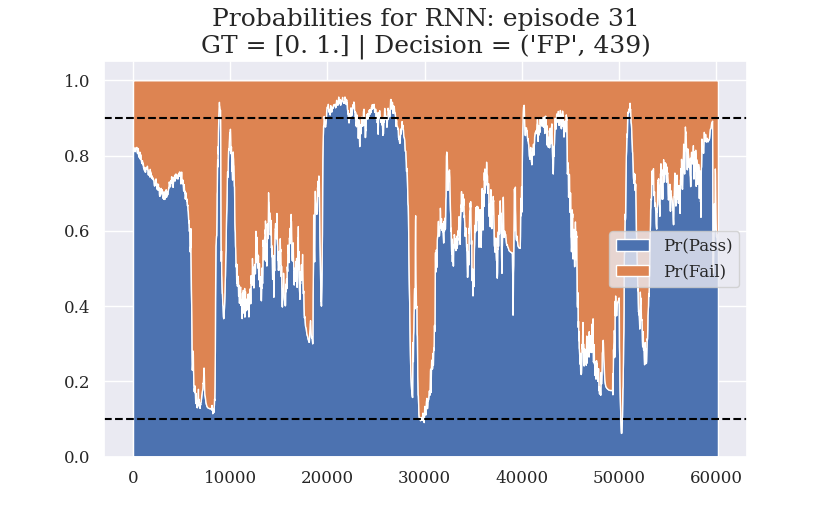 Probabilities for RNN: episode 31
GT = [0. 1.] | Decision = ('FP', 439)
1.0
0.8
0.6
0.4
0.2
0.0
Pr(Pass)
Pr(Fail)
0 10000 20000 30000 40000 50000 60000